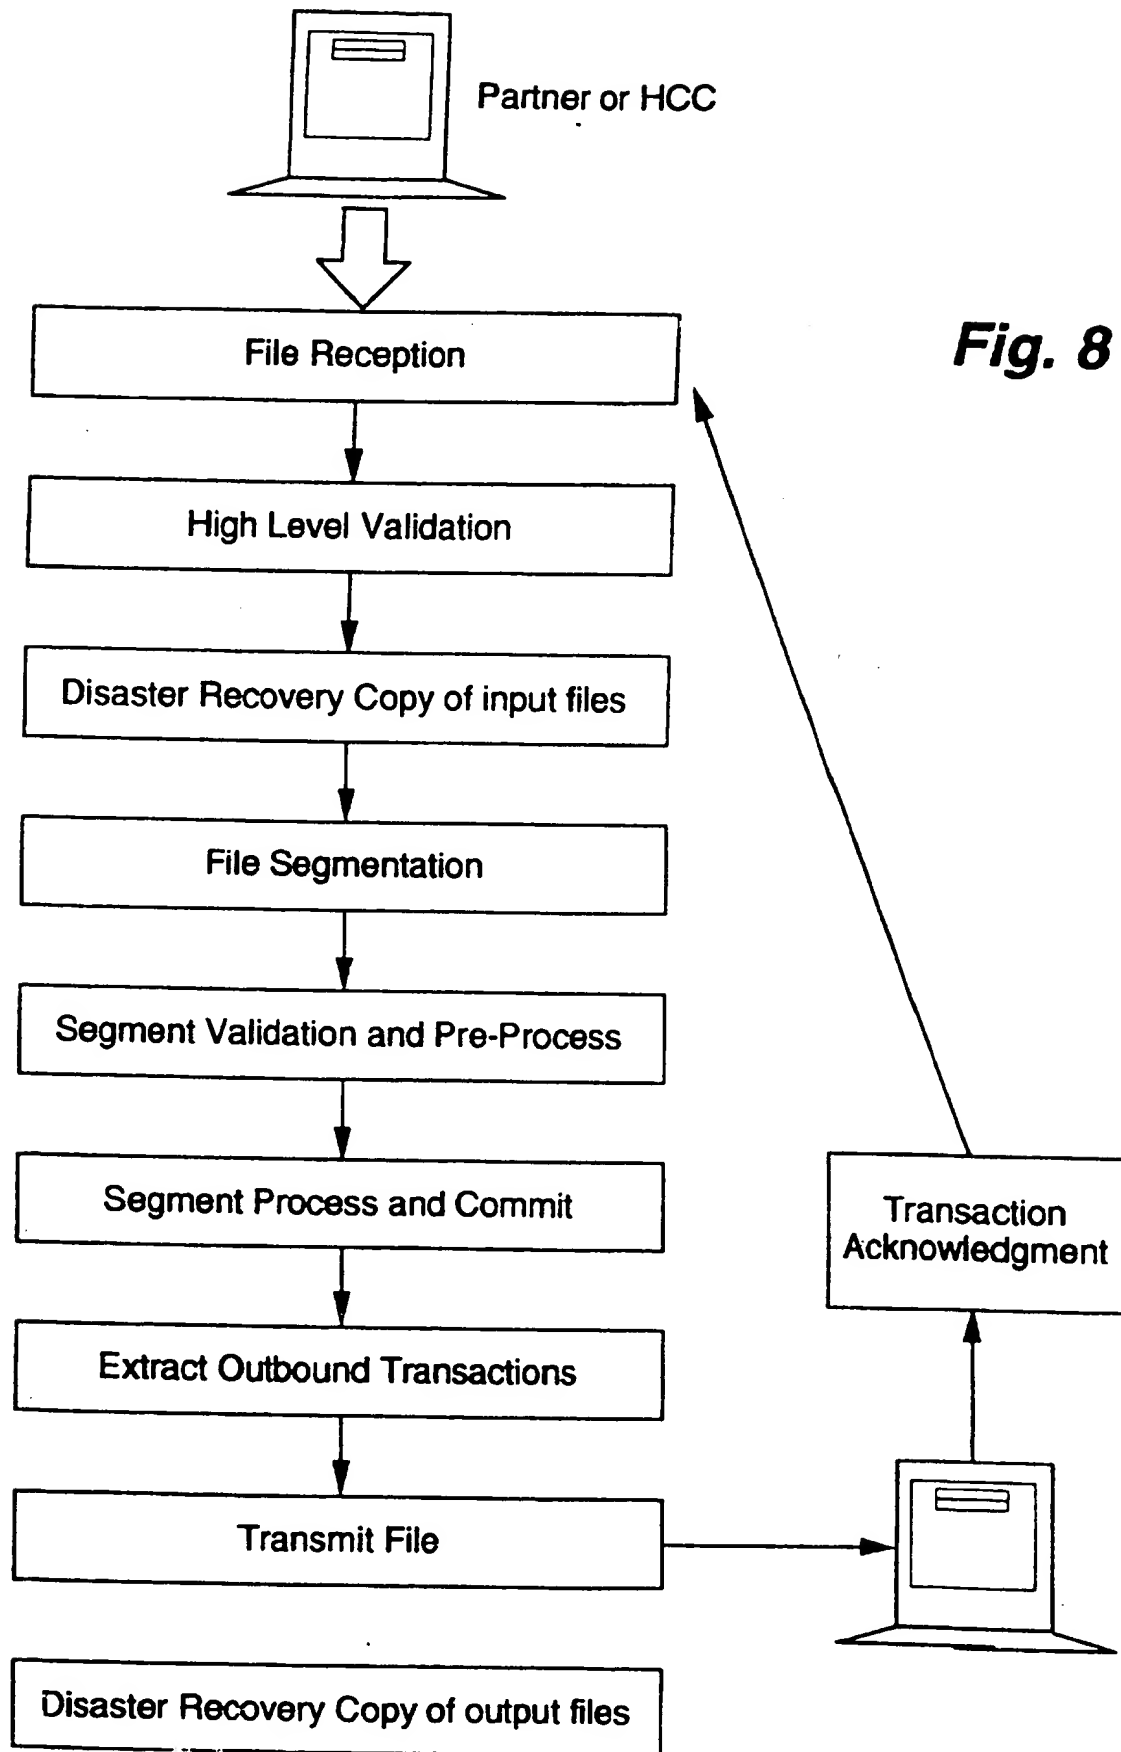 Partner or HCC
Fig. 8
File Reception
High Level Validation
Disaster Recovery Copy of input files
File Segmentation
Segment Validation and Pre-Process
Segment Process and Commit
Transaction
Acknowledgment
Extract Outbound Transactions
Transmit File
Disaster Recovery Copy of output files